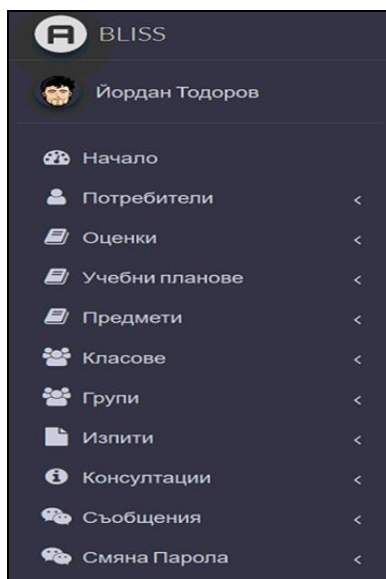 BLISS
Йордан Тодоров
Начало
Потребители
Оценки
Учебни планове
Предмети
Класове
Групи
Изпити
Консултации
Съобщения
Смяна Парола